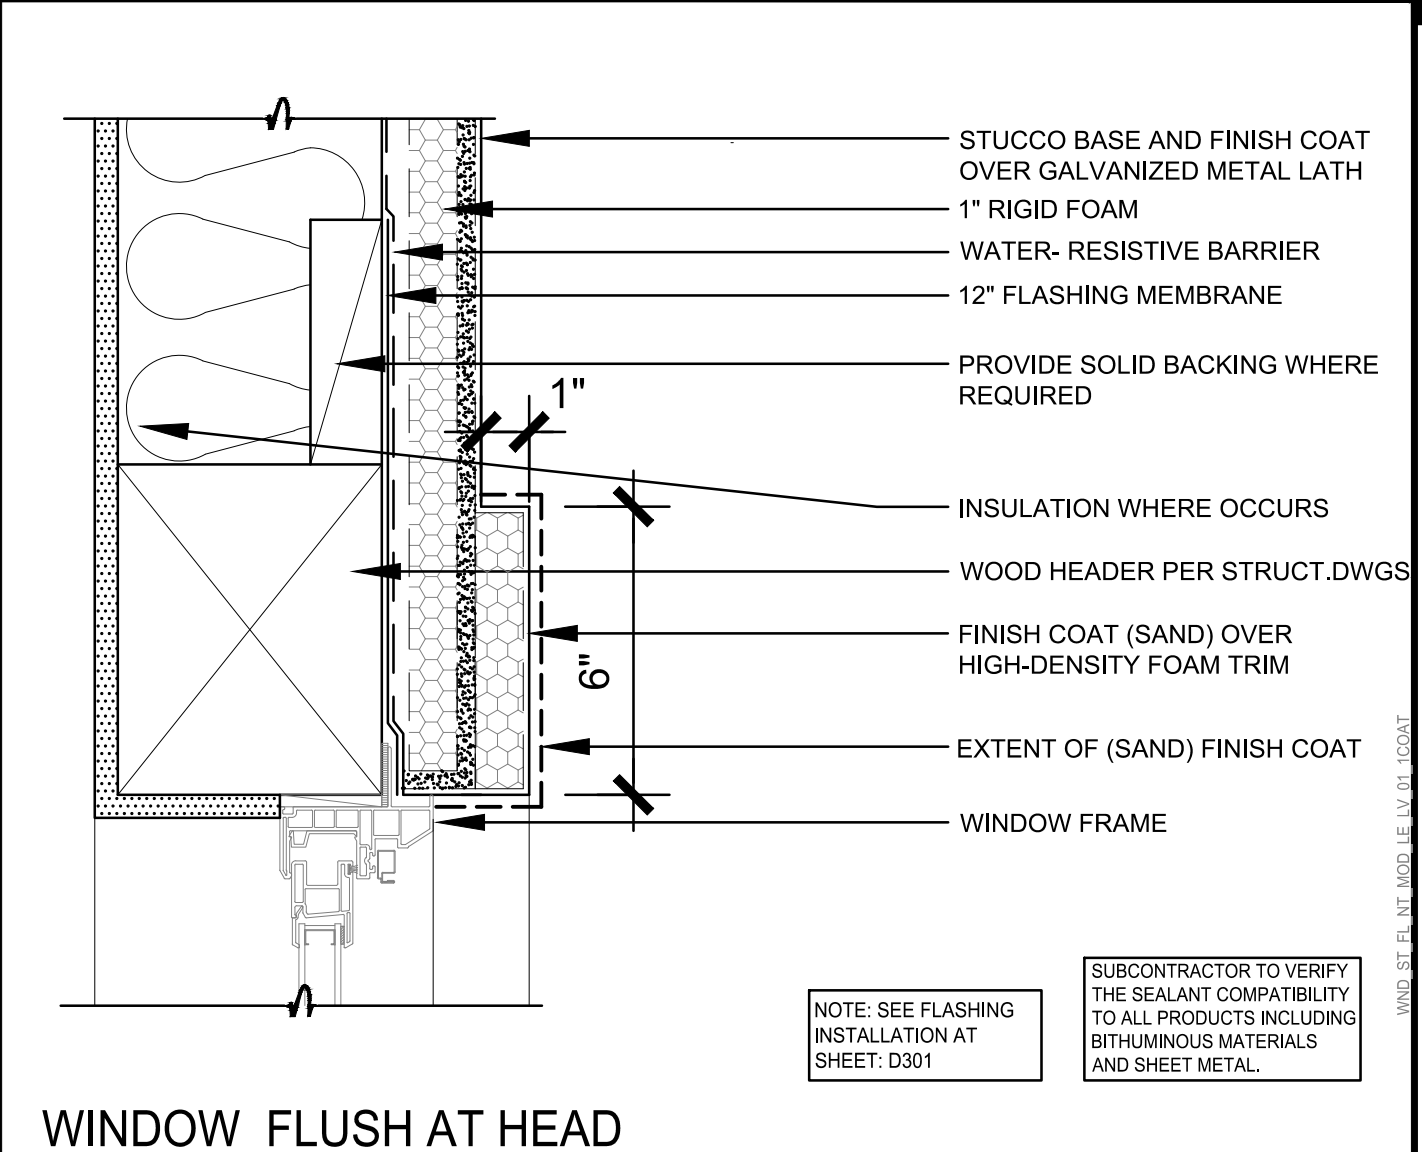 STUCCO BASE AND FINISH COAT
OVER GALVANIZED METAL LATH
1" RIGID FOAM
WATER- RESISTIVE BARRIER
12" FLASHING MEMBRANE
PROVIDE SOLID BACKING WHERE
REQUIRED
1"
INSULATION WHERE OCCURS
WOOD HEADER PER STRUCT.DWGS
FINISH COAT (SAND) OVER
HIGH-DENSITY FOAM TRIM
6"
EXTENT OF (SAND) FINISH COAT
WINDOW FRAME
WND_ST_FL_NT_MOD_LE_LV_01_1COAT
NOTE: SEE FLASHING
INSTALLATION AT
SHEET: D301
SUBCONTRACTOR TO VERIFY
THE SEALANT COMPATIBILITY
TO ALL PRODUCTS INCLUDING
BITHUMINOUS MATERIALS
AND SHEET METAL.
WINDOW FLUSH AT HEAD